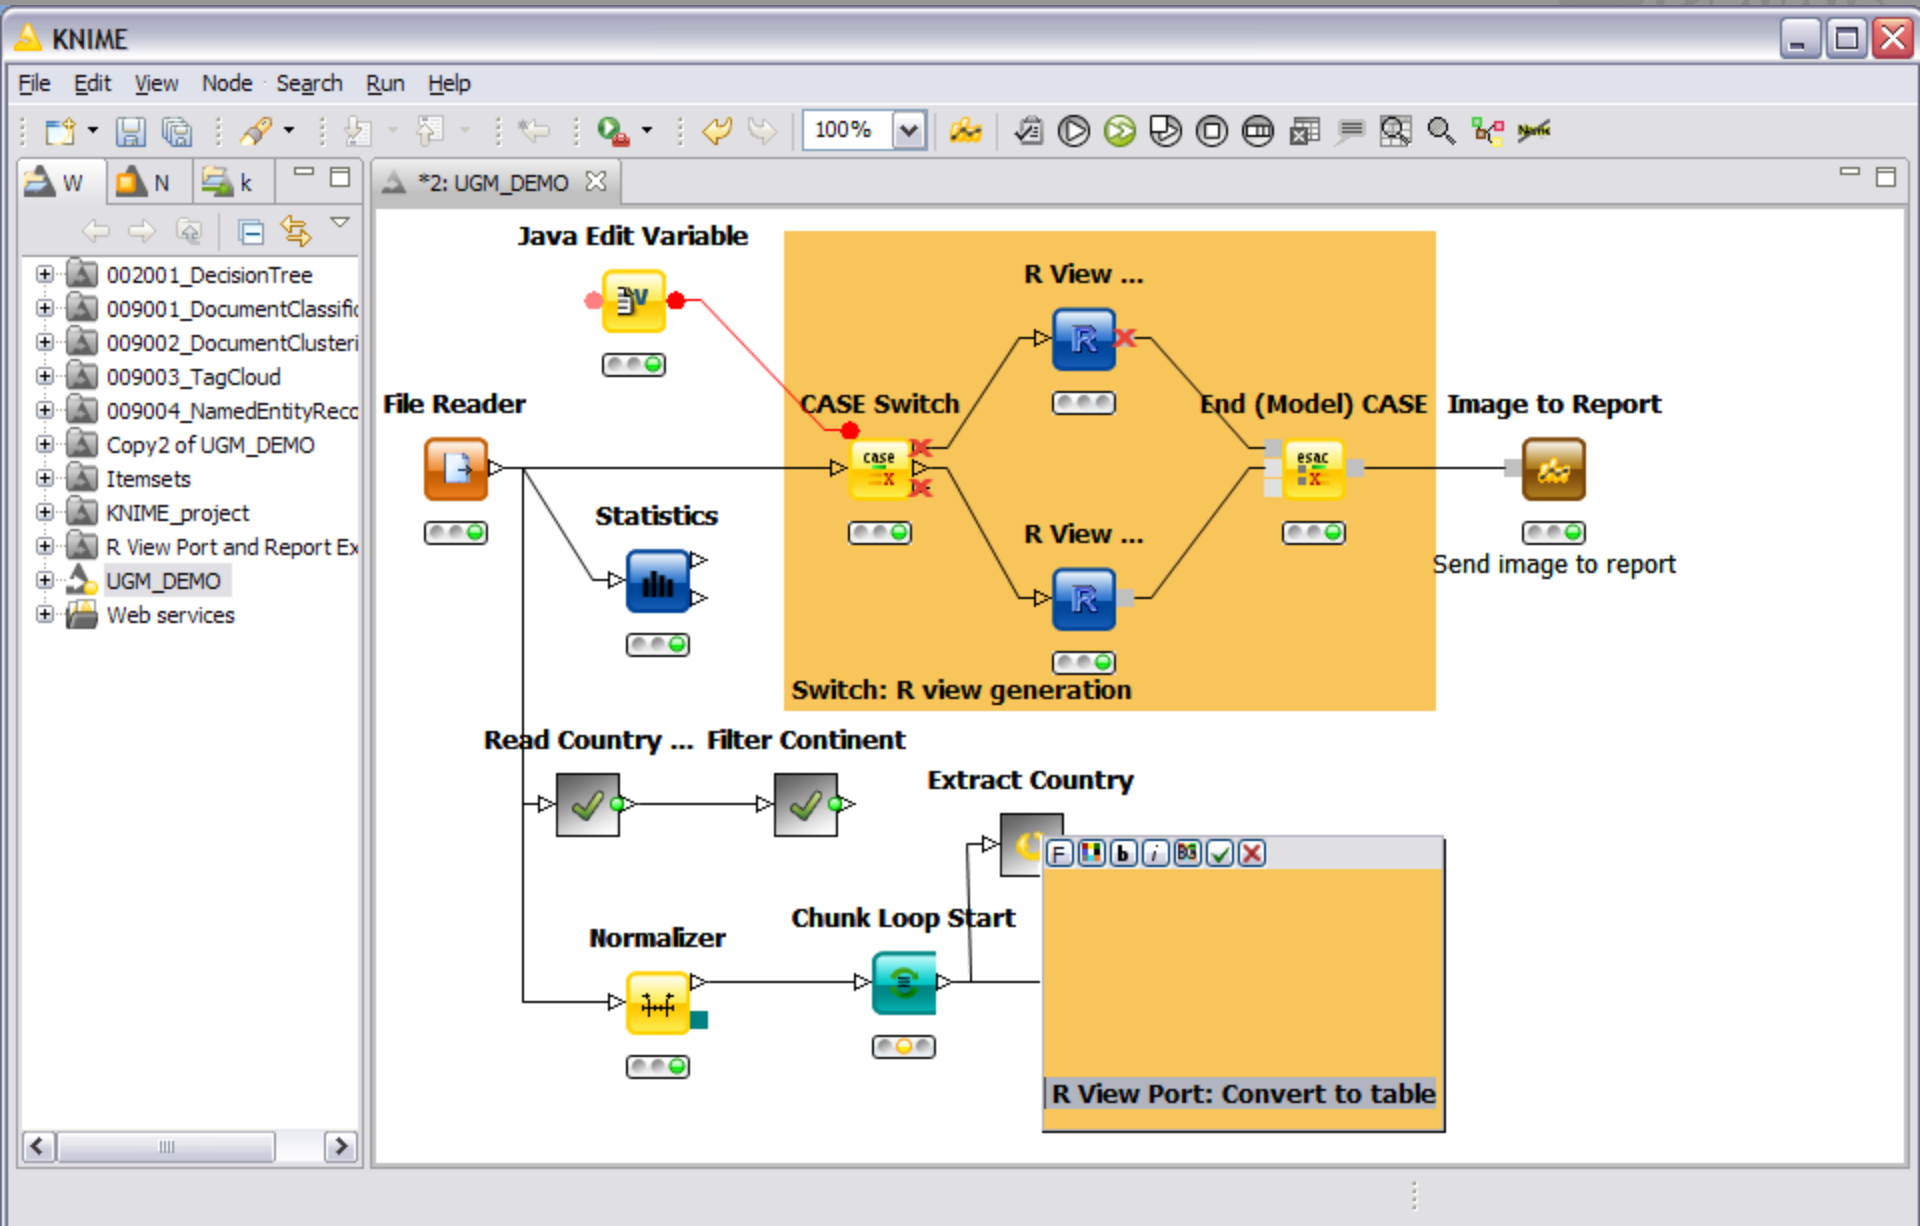 KNIME
File Edit View Node Search Run Help
100%
Name
W N k
*2: UGM_DEMO
002001_DecisionTree
009001_DocumentClassific
009002_DocumentClusteri
009003_TagCloud
009004_NamedEntityReco
Copy2 of UGM_DEMO
Itemsets
KNIME_project
R View Port and Report Ex
UGM_DEMO
Web services
Java Edit Variable
V
R View ...
R
File Reader
CASE Switch
End (Model) CASE
Image to Report
case
esac
Statistics
R View ...
R
Send image to report
Switch: R view generation
Read Country ...
Filter Continent
Extract Country
F b i BG
Chunk Loop Start
Normalizer
R View Port: Convert to table